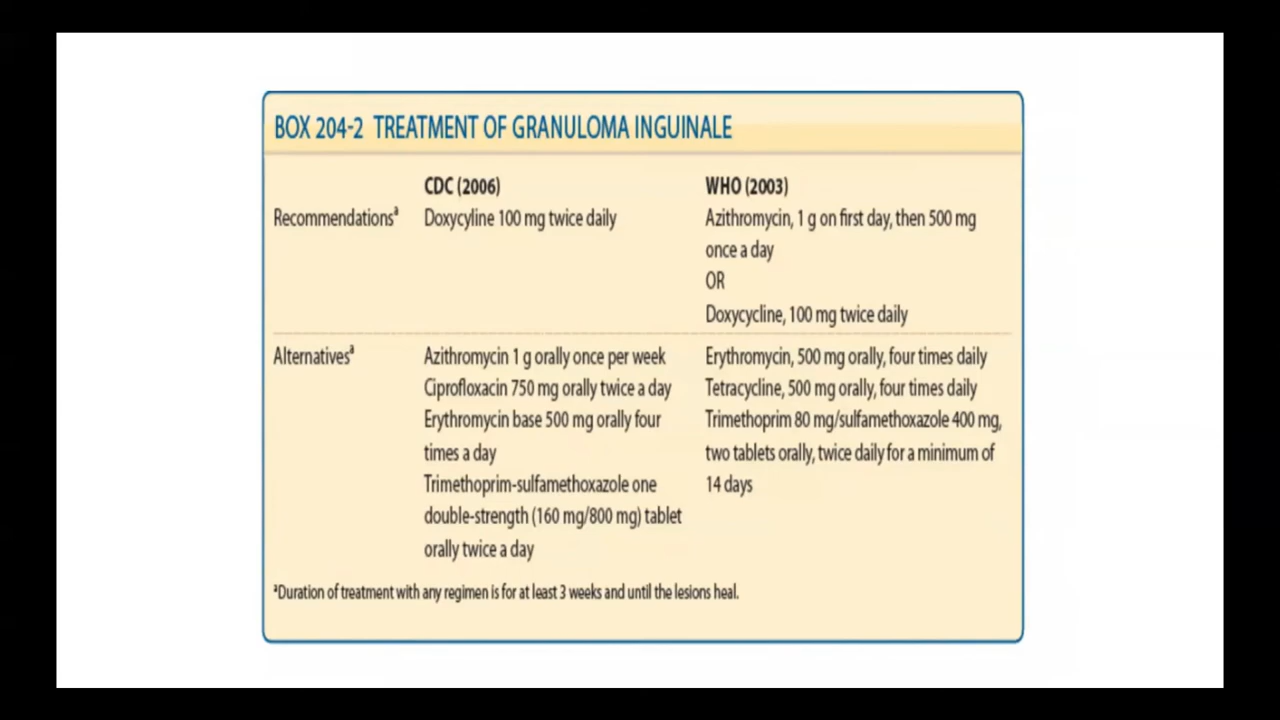 BOX 204-2 TREATMENT OF GRANULOMA INGUINALE
CDC (2006)
WHO (2003)
Recommendationsª
Doxycyline 100 mg twice daily
Azithromycin, 1 g on first day, then 500 mg
once a day
OR
Doxycycline, 100 mg twice daily
Alternativesª
Azithromycin 1 g orally once per week
Ciprofloxacin 750 mg orally twice a day
Erythromycin base 500 mg orally four
times a day
Trimethoprim-sulfamethoxazole one
double-strength (160 mg/800 mg) tablet
orally twice a day
Erythromycin, 500 mg orally, four times daily
Tetracycline, 500 mg orally, four times daily
Trimethoprim 80 mg/sulfamethoxazole 400 mg,
two tablets orally, twice daily for a minimum of
14 days
ªDuration of treatment with any regimen is for at least 3 weeks and until the lesions heal.